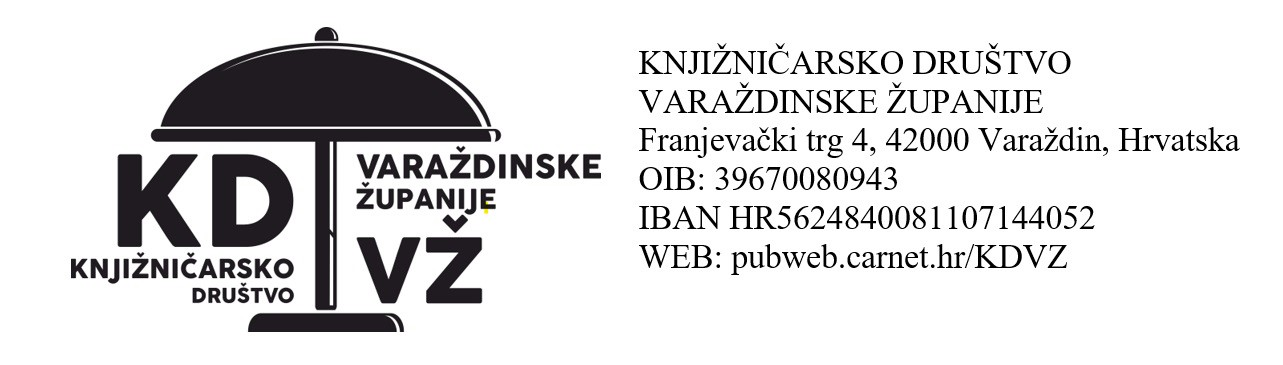 KD
KNJIŽNIČARSKO
DRUŠTVO
VARAŽDINSKE
ŽUPANIJE
VŽ
KNJIŽNIČARSKO DRUŠTVO
VARAŽDINSKE ŽUPANIJE
Franjevački trg 4, 42000 Varaždin, Hrvatska
OIB: 39670080943
IBAN HR5624840081107144052
WEB: pubweb.carnet.hr/KDVZ